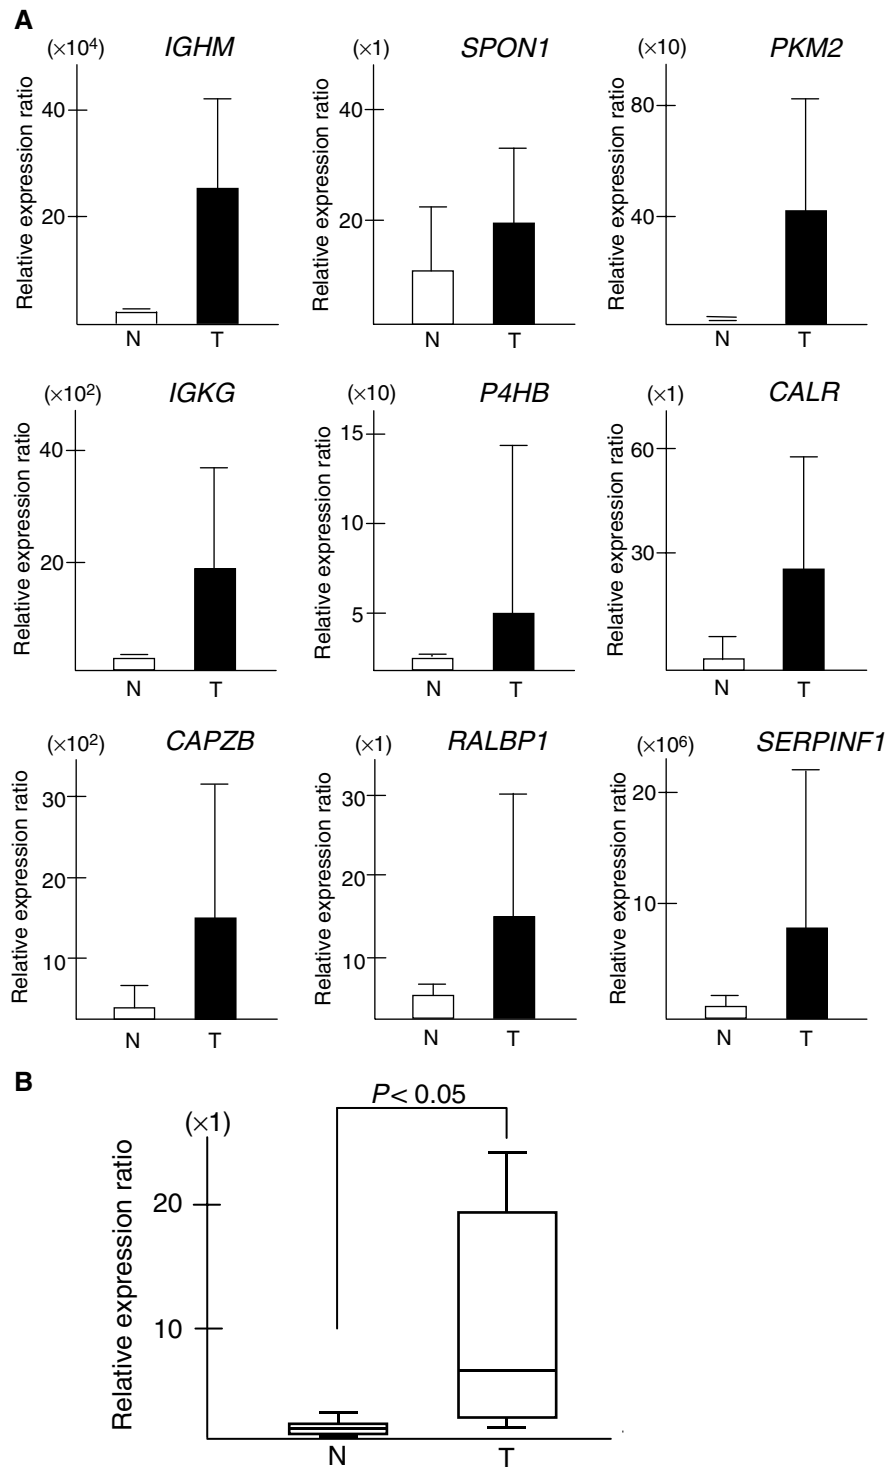 A
(×10⁴) IGHM
Relative expression ratio
40
20
N T
(×1) SPON1
Relative expression ratio
40
20
N T
(×10) PKM2
Relative expression ratio
80
40
N T
(×10²) IGKG
Relative expression ratio
40
20
N T
(×10) P4HB
Relative expression ratio
15
10
5
N T
(×1) CALR
Relative expression ratio
60
30
N T
(×10²) CAPZB
Relative expression ratio
30
20
10
N T
(×1) RALBP1
Relative expression ratio
30
20
10
N T
(×10⁶) SERPINF1
Relative expression ratio
20
10
N T
B
P < 0.05
(×1)
Relative expression ratio
20
10
N T